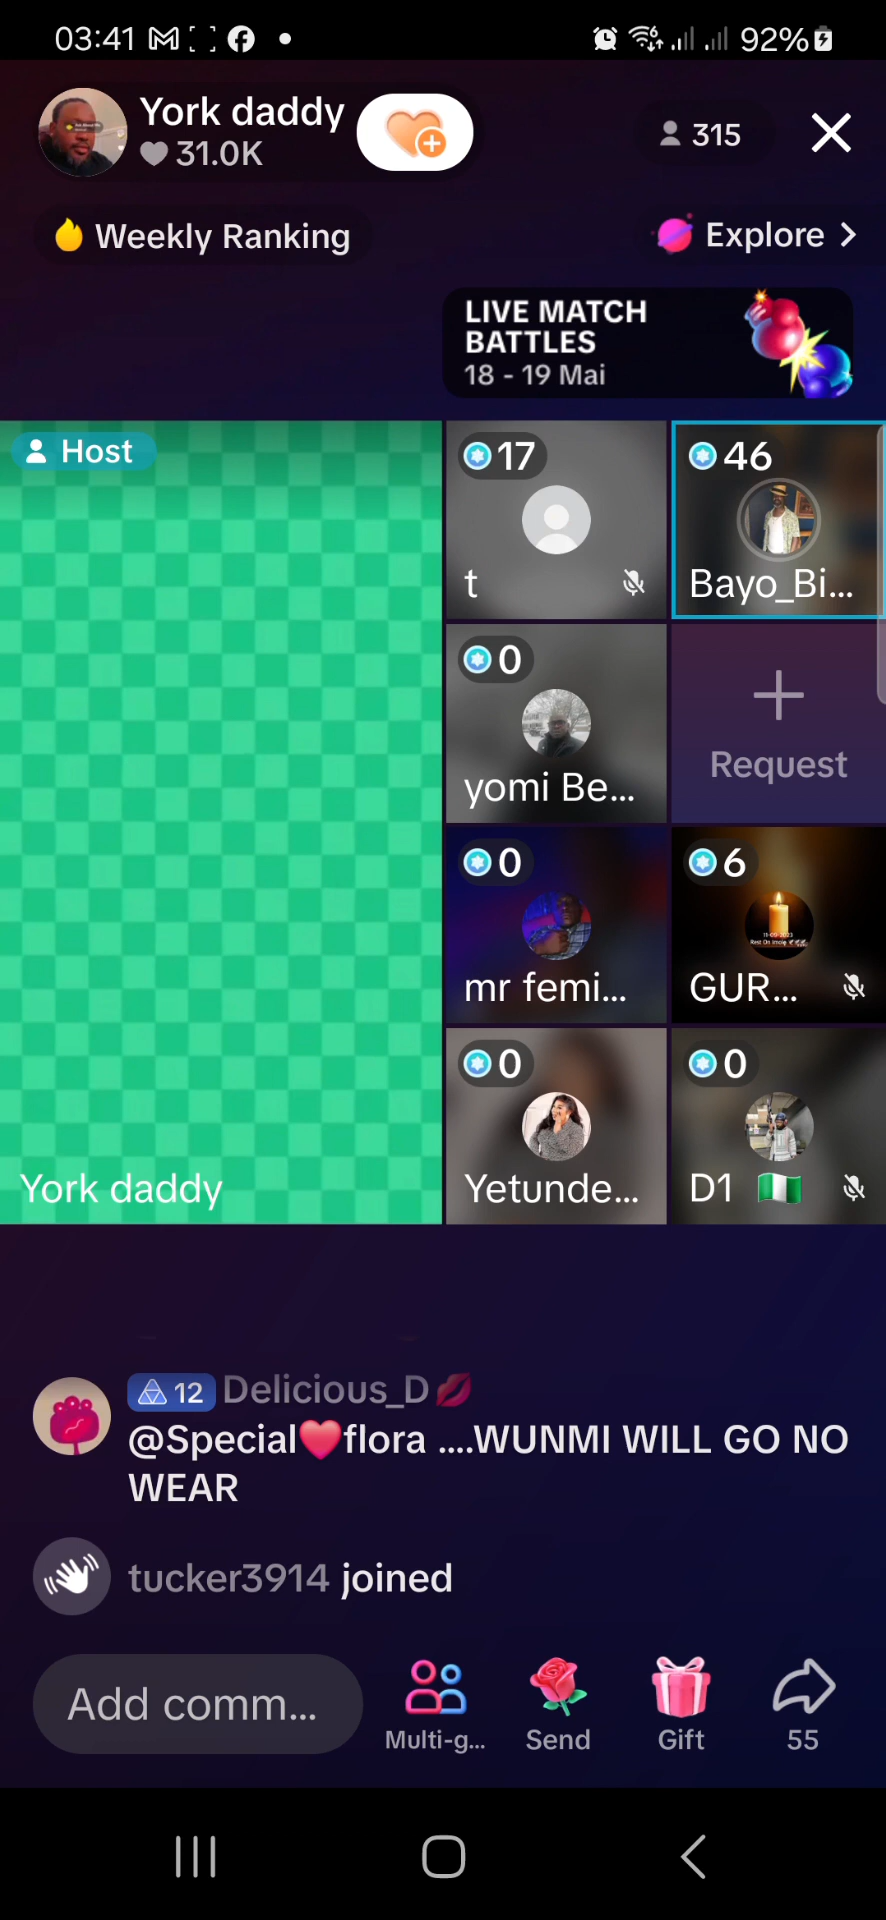 03:41
92%
York daddy
31.0K
315
Weekly Ranking
Explore
LIVE MATCH
BATTLES
18 - 19 Mai
Host
17
t
46
Bayo_Bi...
0
yomi Be...
Request
0
mr femi...
6
GUR...
0
Yetunde...
0
D1
York daddy
12 Delicious_D💋
@Special❤️flora ....WUNMI WILL GO NO
WEAR
tucker3914 joined
Add comm...
Multi-g...
Send
Gift
55